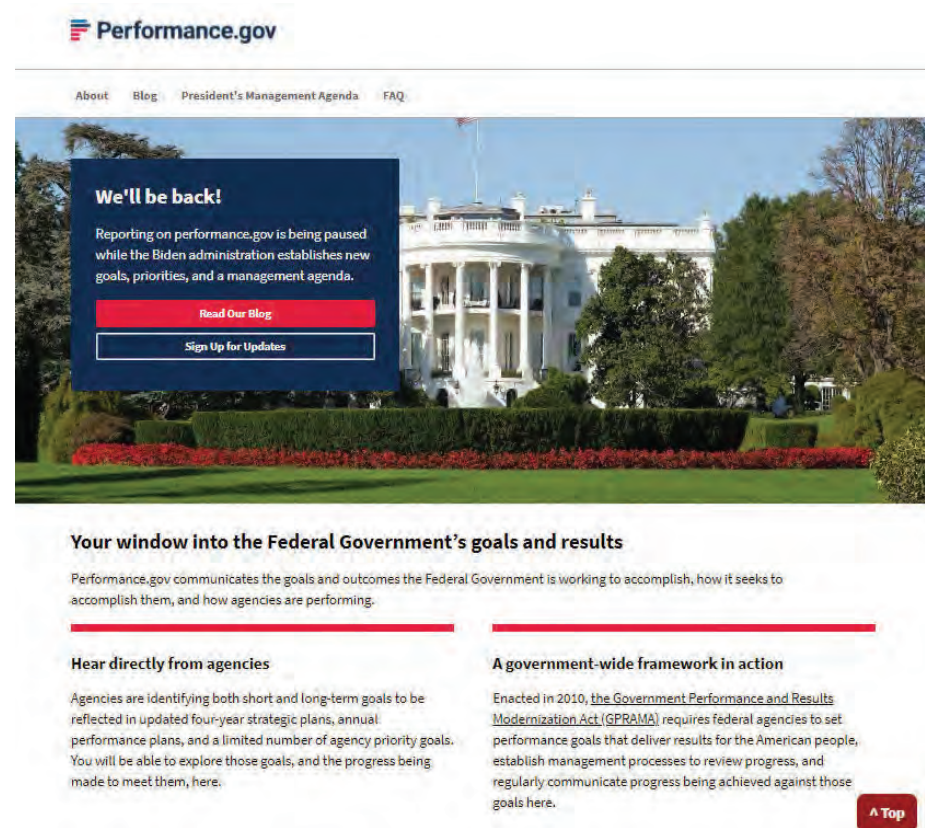 Performance.gov
About Blog President's Management Agenda FAQ
We'll be back!
Reporting on performance.gov is being paused
while the Biden administration establishes new
goals, priorities, and a management agenda.
Read Our Blog
Sign Up for Updates
Your window into the Federal Government's goals and results
Performance.gov communicates the goals and outcomes the Federal Government is working to accomplish, how it seeks to
accomplish them, and how agencies are performing.
Hear directly from agencies
Agencies are identifying both short and long-term goals to be
reflected in updated four-year strategic plans, annual
performance plans, and a limited number of agency priority goals.
You will be able to explore those goals, and the progress being
made to meet them, here.
A government-wide framework in action
Enacted in 2010, the Government Performance and Results
Modernization Act (GPRAMA) requires federal agencies to set
performance goals that deliver results for the American people,
establish management processes to review progress, and
regularly communicate progress being achieved against those
goals here.
^ Top